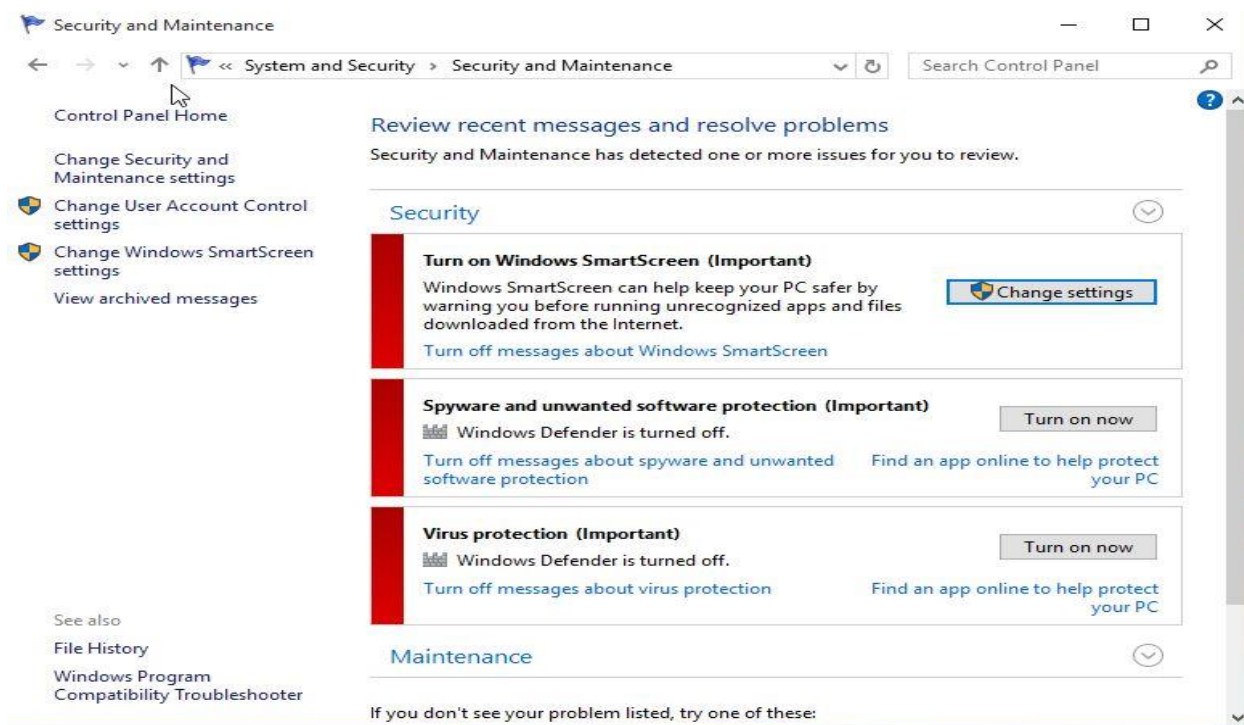 Security and Maintenance
« System and Security › Security and Maintenance
Search Control Panel
Control Panel Home
Change Security and
Maintenance settings
Change User Account Control
settings
Change Windows SmartScreen
settings
View archived messages
See also
File History
Windows Program
Compatibility Troubleshooter
?
Review recent messages and resolve problems
Security and Maintenance has detected one or more issues for you to review.
Security
Turn on Windows SmartScreen (Important)
Windows SmartScreen can help keep your PC safer by
warning you before running unrecognized apps and files
downloaded from the Internet.
Change settings
Turn off messages about Windows SmartScreen
Spyware and unwanted software protection (Important)
Turn on now
Windows Defender is turned off.
Turn off messages about spyware and unwanted
software protection
Find an app online to help protect
your PC
Virus protection (Important)
Turn on now
Windows Defender is turned off.
Turn off messages about virus protection
Find an app online to help protect
your PC
Maintenance
If you don't see your problem listed, try one of these: